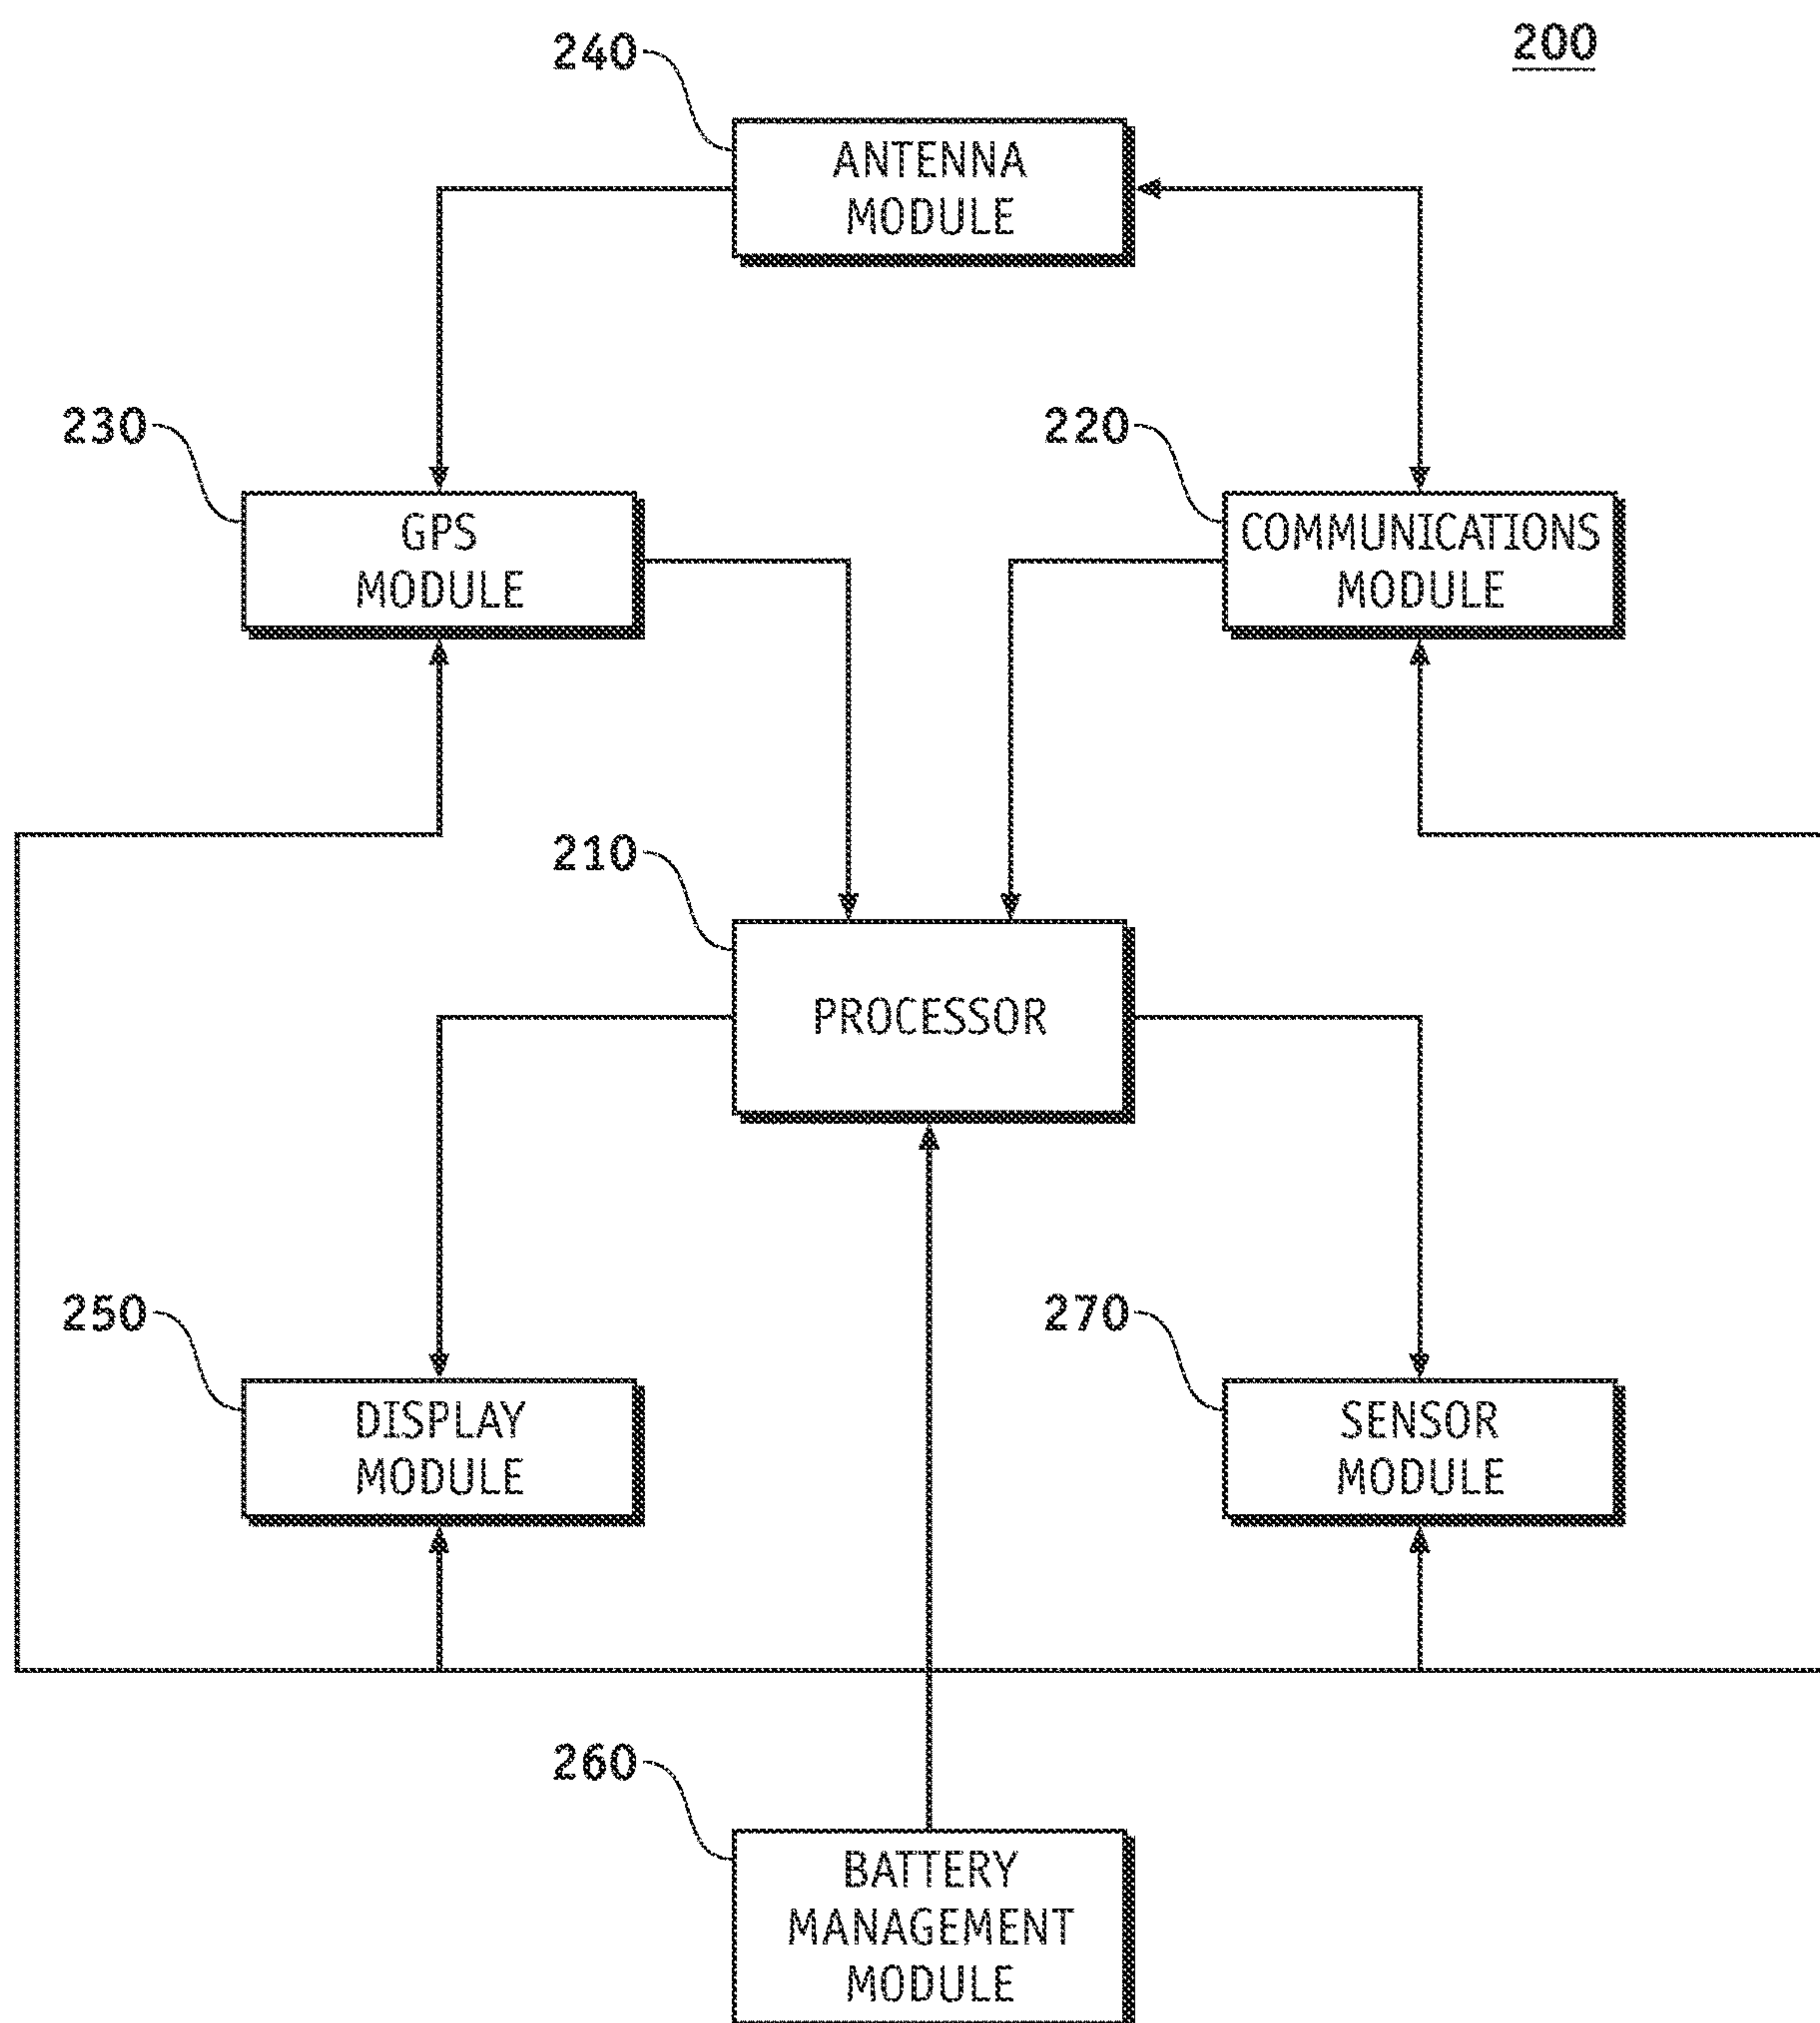 200
240
ANTENNA
MODULE
230
GPS
MODULE
220
COMMUNICATIONS
MODULE
210
PROCESSOR
250
DISPLAY
MODULE
270
SENSOR
MODULE
260
BATTERY
MANAGEMENT
MODULE